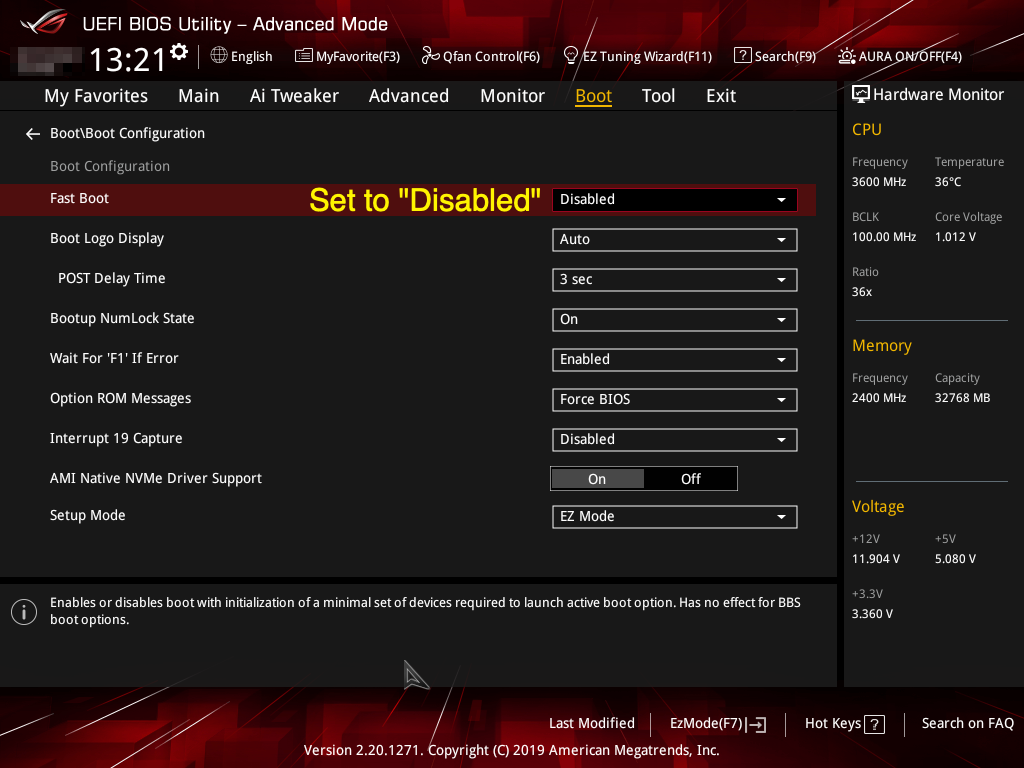 UEFI BIOS Utility – Advanced Mode
13:21 English MyFavorite(F3) Qfan Control(F6) EZ Tuning Wizard(F11) Search(F9) AURA ON/OFF(F4)
My Favorites Main Ai Tweaker Advanced Monitor Boot Tool Exit
Boot\Boot Configuration
Boot Configuration
Fast Boot Set to "Disabled" Disabled
Boot Logo Display Auto
POST Delay Time 3 sec
Bootup NumLock State On
Wait For 'F1' If Error Enabled
Option ROM Messages Force BIOS
Interrupt 19 Capture Disabled
AMI Native NVMe Driver Support On Off
Setup Mode EZ Mode
Enables or disables boot with initialization of a minimal set of devices required to launch active boot option. Has no effect for BBS
boot options.
Hardware Monitor
CPU
Frequency Temperature
3600 MHz 36°C
BCLK Core Voltage
100.00 MHz 1.012 V
Ratio
36x
Memory
Frequency Capacity
2400 MHz 32768 MB
Voltage
+12V +5V
11.904 V 5.080 V
+3.3V
3.360 V
Last Modified EzMode(F7) Hot Keys ? Search on FAQ
Version 2.20.1271. Copyright (C) 2019 American Megatrends, Inc.